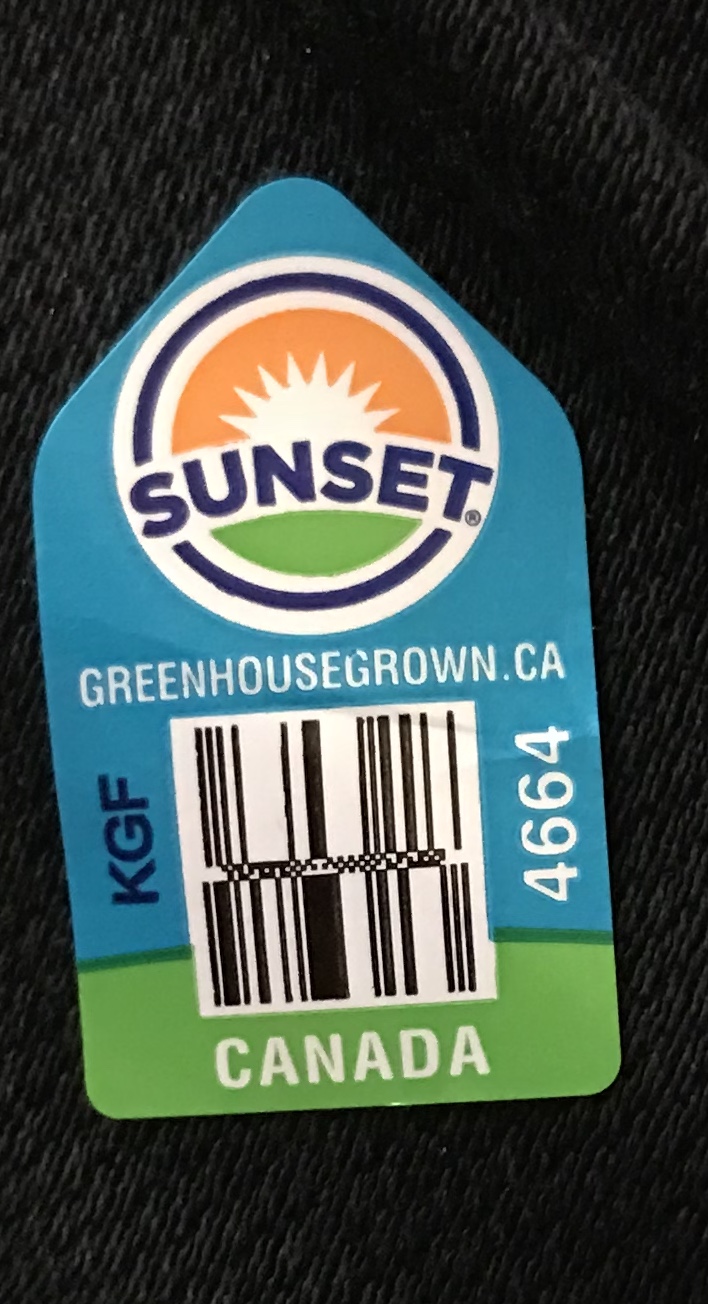 SUNSET®
GREENHOUSEGROWN.CA
KGF
4664
CANADA